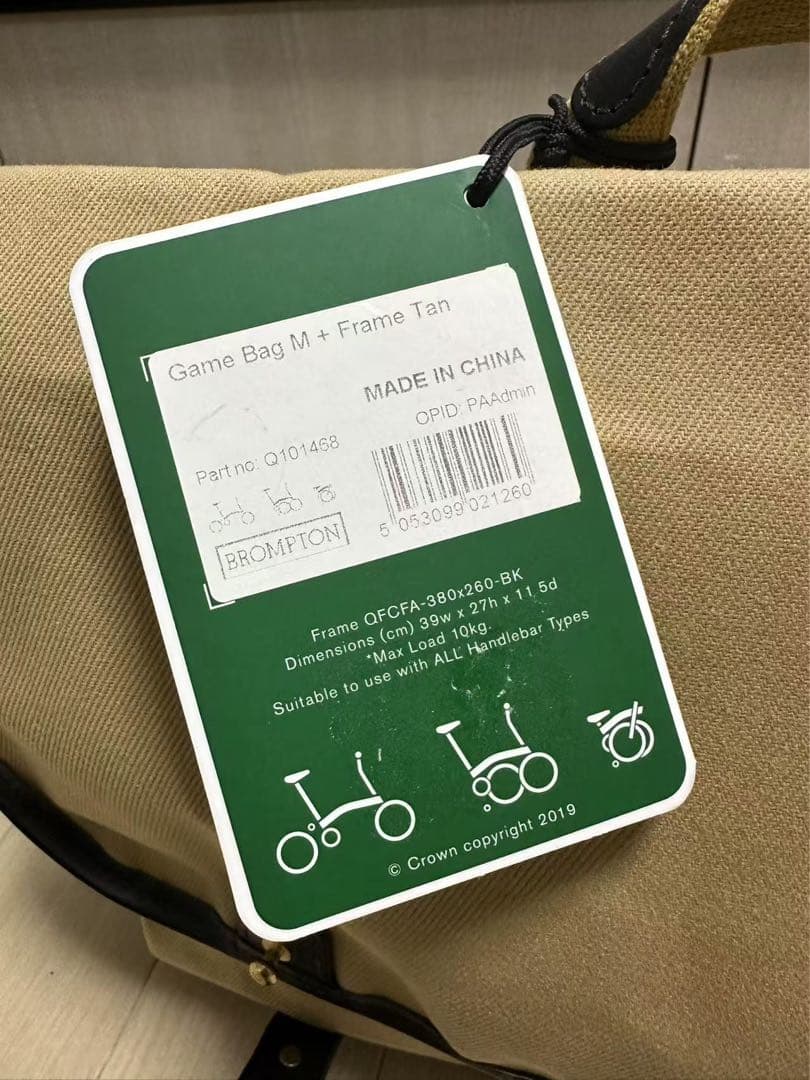 Game Bag M + Frame Tan
MADE IN CHINA
OPID: PAAdmin
Part no: Q101468
BROMPTON
5 053099 021260
Frame QFCFA-380x260-BK
Dimensions (cm) 39w x 27h x 11.5d
*Max Load 10kg.
Suitable to use with ALL Handlebar Types
© Crown copyright 2019